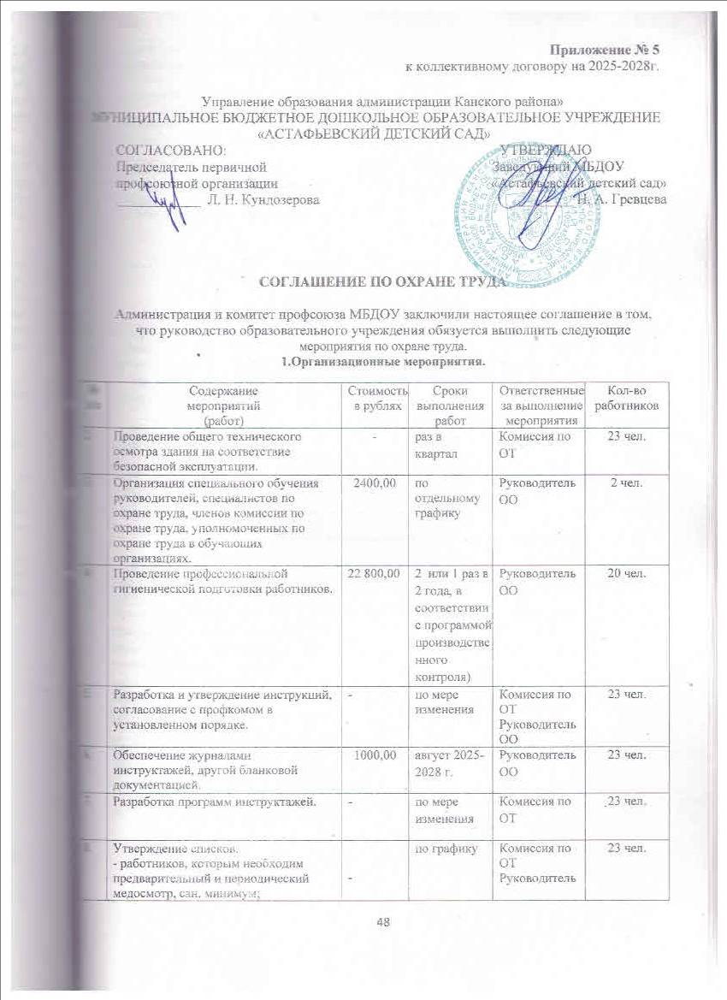 Приложение № 5
к коллективному договору на 2025-2028г.
Управление образования администрации Канского района»
МУНИЦИПАЛЬНОЕ БЮДЖЕТНОЕ ДОШКОЛЬНОЕ ОБРАЗОВАТЕЛЬНОЕ УЧРЕЖДЕНИЕ
«АСТАФЬЕВСКИЙ ДЕТСКИЙ САД»
СОГЛАСОВАНО: УТВЕРЖДАЮ
Председатель первичной Заведующий МБДОУ
профсоюзной организации «Астафьевский детский сад»
____________ Л. Н. Кундозерова Н. А. Гревцева
СОГЛАШЕНИЕ ПО ОХРАНЕ ТРУДА
Администрация и комитет профсоюза МБДОУ заключили настоящее соглашение в том,
что руководство образовательного учреждения обязуется выполнить следующие
мероприятия по охране труда.
1.Организационные мероприятия.
Содержание
мероприятий
(работ)
Стоимость
в рублях
Сроки
выполнения
работ
Ответственные
за выполнение
мероприятия
Кол-во
работников
Проведение общего технического
осмотра здания на соответствие
безопасной эксплуатации.
-
раз в
квартал
Комиссия по
ОТ
23 чел.
Организация специального обучения
руководителей, специалистов по
охране труда, членов комиссии по
охране труда, уполномоченных по
охране труда в обучающих
организациях.
2400,00
по
отдельному
графику
Руководитель
ОО
2 чел.
Проведение профессиональной
гигиенической подготовки работников.
22 800,00
2 или 1 раз в
2 года, в
соответствии
с программой
производстве
нного
контроля)
Руководитель
ОО
20 чел.
Разработка и утверждение инструкций,
согласование с профкомом в
установленном порядке.
-
по мере
изменения
Комиссия по
ОТ
Руководитель
ОО
23 чел.
Обеспечение журналами
инструктажей, другой бланковой
документацией.
1000,00
август 2025-
2028 г.
Руководитель
ОО
23 чел.
Разработка программ инструктажей.
-
по мере
изменения
Комиссия по
ОТ
23 чел.
Утверждение списков.
- работников, которым необходим
предварительный и периодический
медосмотр, сан. минимум;
-
по графику
Комиссия по
ОТ
Руководитель
23 чел.
48